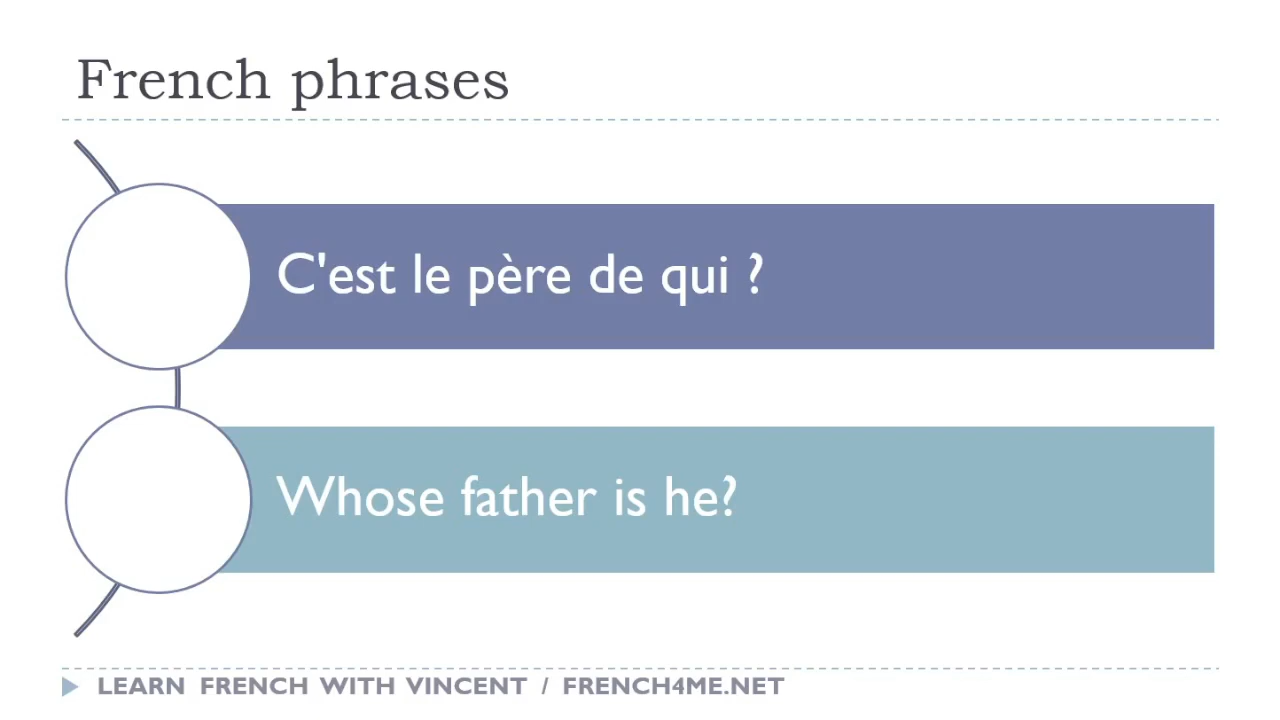 French phrases
C'est le père de qui ?
Whose father is he?
LEARN FRENCH WITH VINCENT / FRENCH4ME.NET